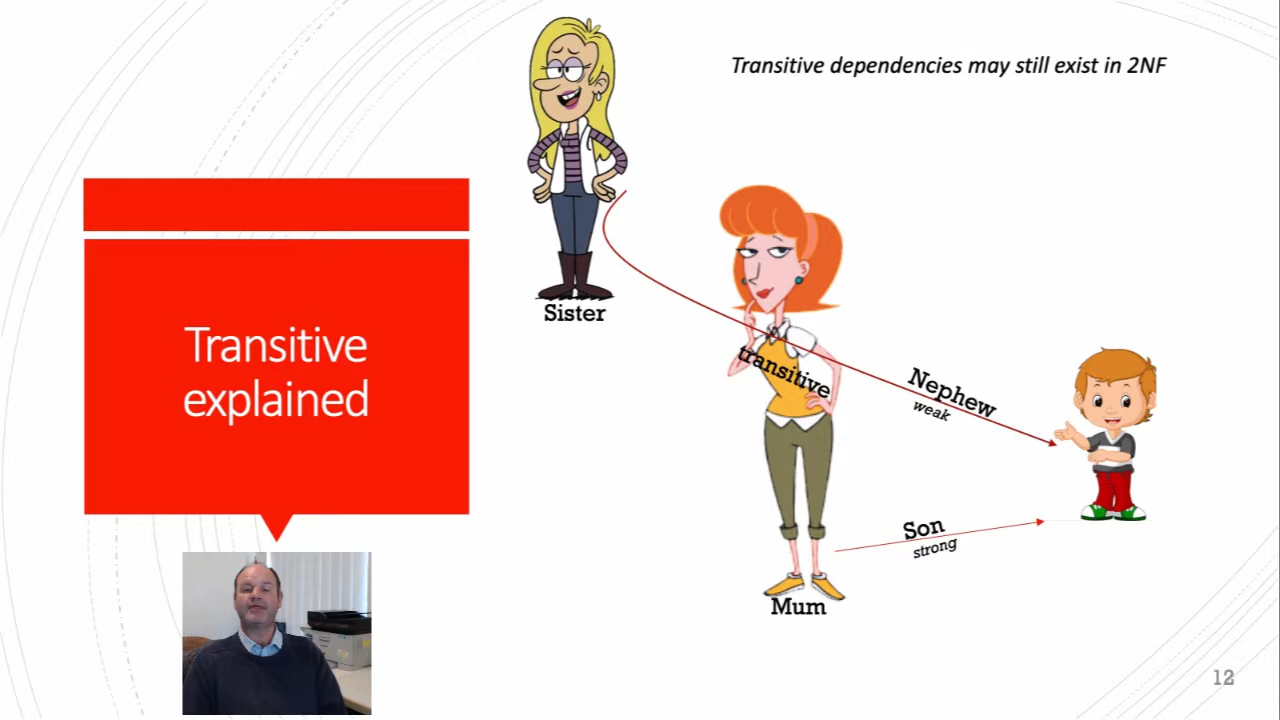 Transitive dependencies may still exist in 2NF
Transitive
explained
Sister
transitive
Nephew
weak
Son
strong
Mum
12